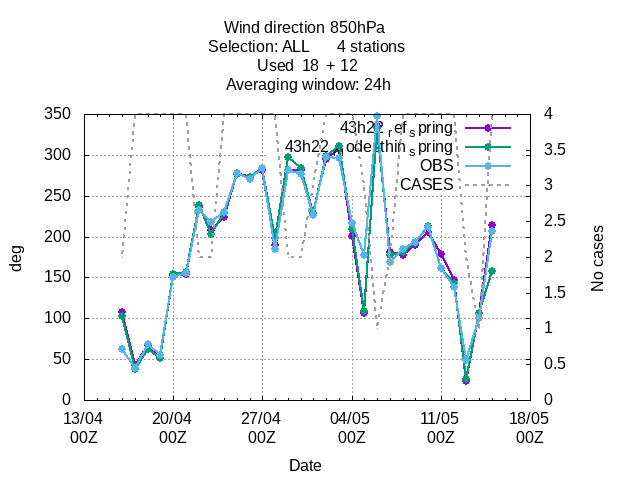 Wind direction 850hPa
Selection: ALL 4 stations
Used 18 + 12
Averaging window: 24h
350
300
250
200
150
100
50
0
4
3.5
3
2.5
2
1.5
1
0.5
0
43h22_ref_spring
OBS
CASES
deg
No cases
13/04 20/04 27/04 04/05 11/05 18/05
00Z 00Z 00Z 00Z 00Z 00Z
Date